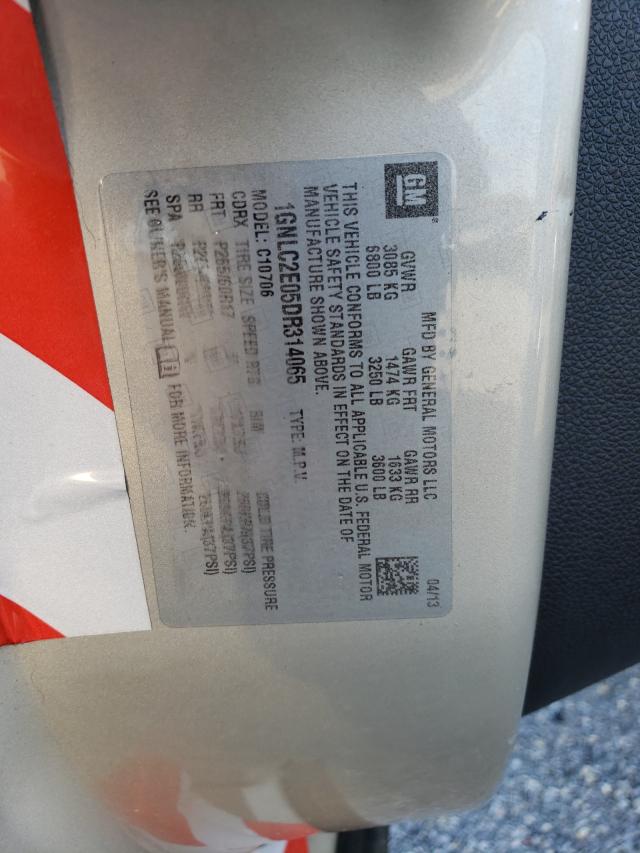 GM
MFD BY GENERAL MOTORS LLC 04/13
GVWR GAWR FRT GAWR RR
3085 KG 1474 KG 1633 KG
6800 LB 3250 LB 3600 LB
THIS VEHICLE CONFORMS TO ALL APPLICABLE U.S. FEDERAL MOTOR
VEHICLE SAFETY STANDARDS IN EFFECT ON THE DATE OF
MANUFACTURE SHOWN ABOVE.
1GNLC2E05DR314065 TYPE: M.P.V.
MODEL: C10706
CDRX TIRE SIZE SPEED RTG RIM COLD TIRE PRESSURE
FRT P265/60R17
RR
SPA
SEE OWNER'S MANUAL FOR MORE INFORMATION.